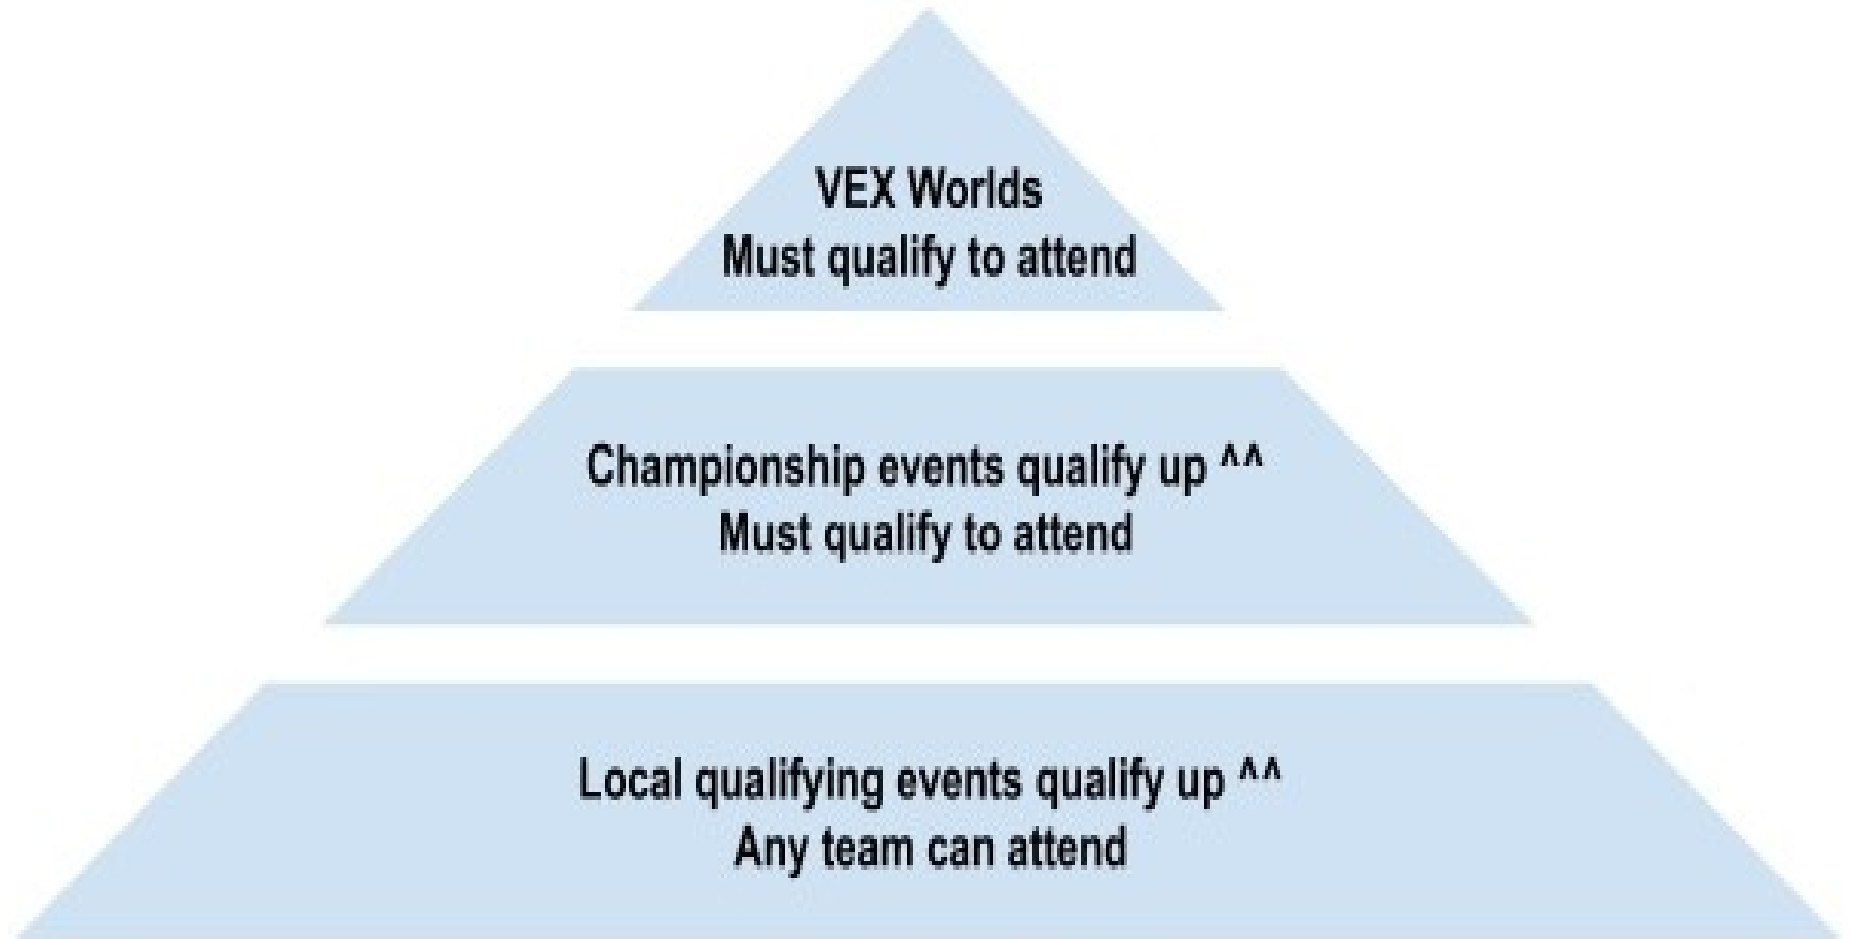 VEX Worlds
Must qualify to attend
Championship events qualify up ^^
Must qualify to attend
Local qualifying events qualify up ^^
Any team can attend